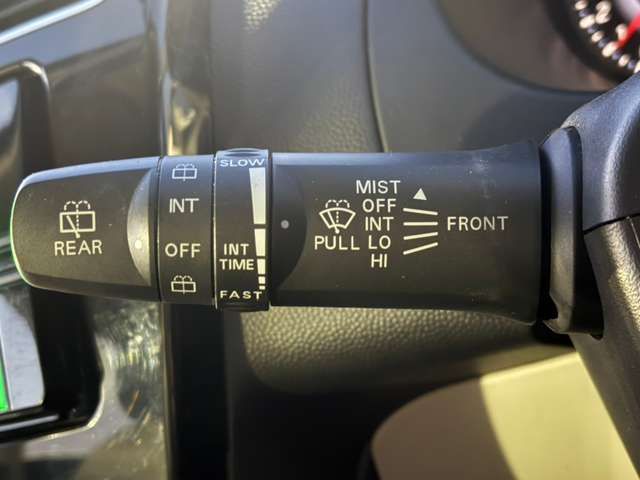 REAR
INT
OFF
SLOW
INT
TIME
FAST
MIST
OFF
INT
LO
HI
PULL
FRONT